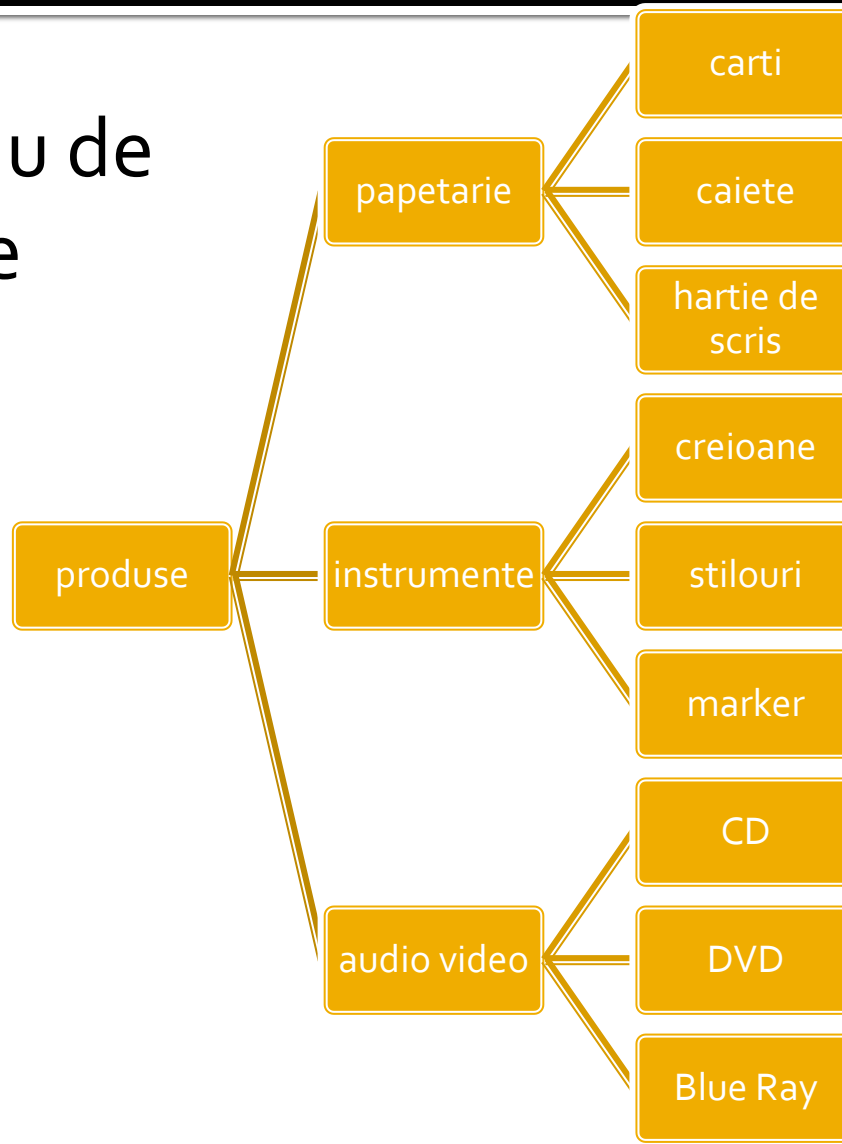 u de
e
produse
papetarie
carti
caiete
hartie de
scris
instrumente
creioane
stilouri
marker
audio video
CD
DVD
Blue Ray